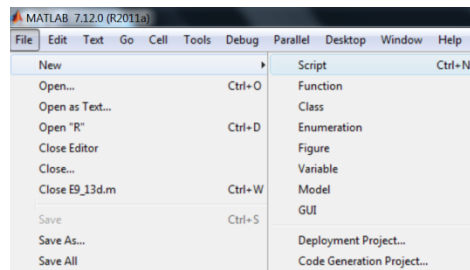 MATLAB 7.12.0 (R2011a)
File Edit Text Go Cell Tools Debug Parallel Desktop Window Help
New
Open... Ctrl+O
Open as Text...
Open "R" Ctrl+D
Close Editor
Close...
Close E9_13d.m Ctrl+W
Save Ctrl+S
Save As...
Save All
Script Ctrl+N
Function
Class
Enumeration
Figure
Variable
Model
GUI
Deployment Project...
Code Generation Project...